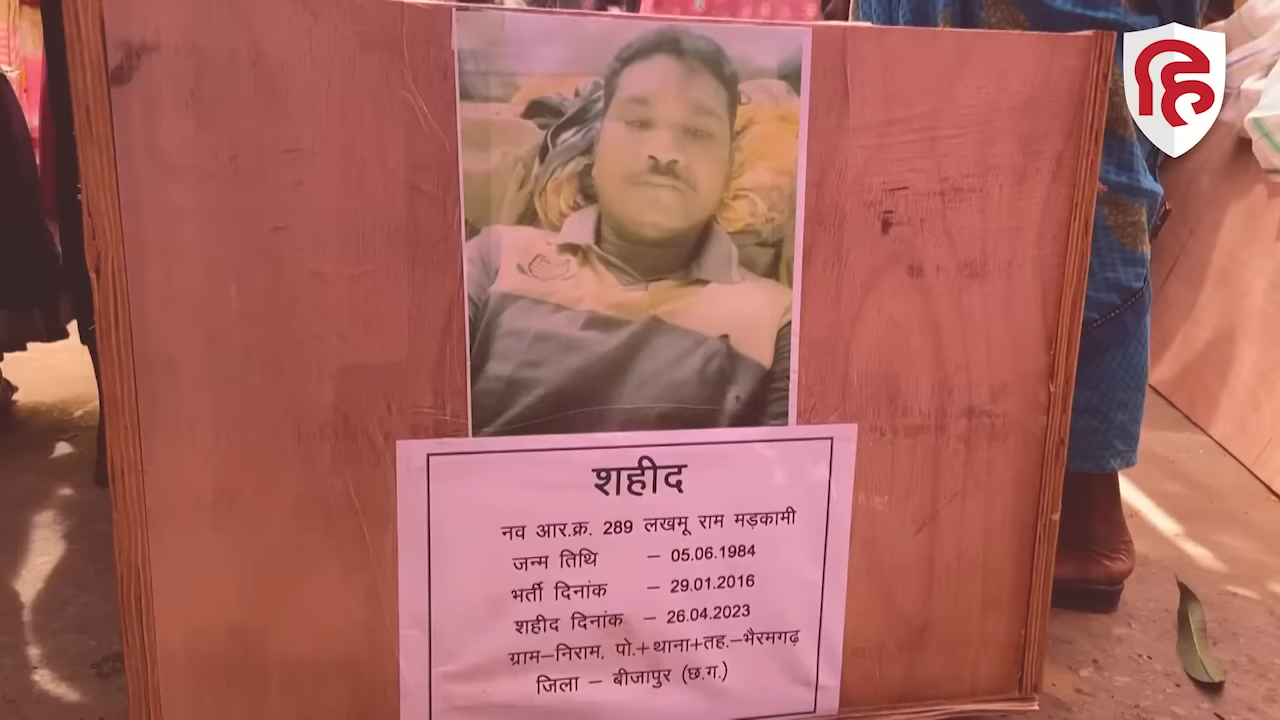 हि
शहीद
नव आर.क्र. 289 लखमू राम मड़कामी
जन्म तिथि – 05.06.1984
भर्ती दिनांक – 29.01.2016
शहीद दिनांक – 26.04.2023
ग्राम–निराम, पो.+थाना+तह.–भैरमगढ़
जिला – बीजापुर (छ.ग.)